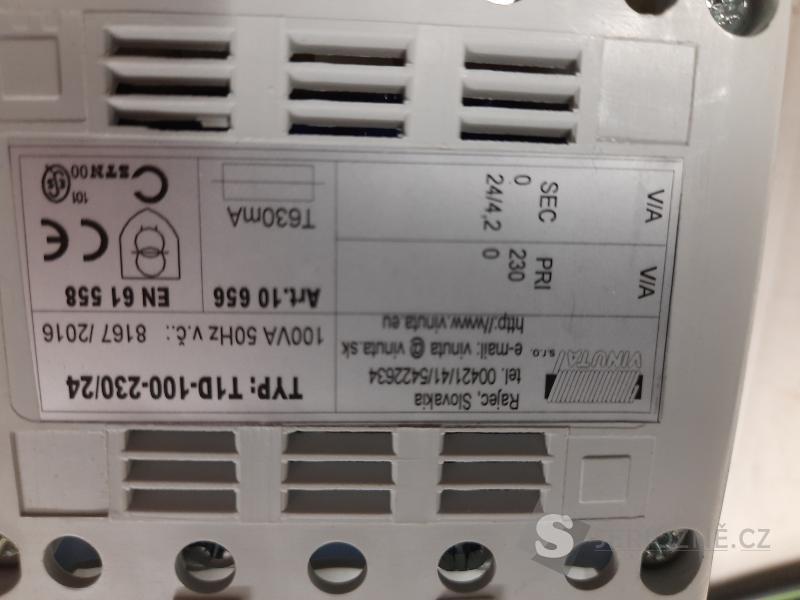 VINUTA
s.r.o.
Rajec, Slovakia
tel. 00421/41/5422634
e-mail: vinuta @ vinuta.sk
http://www.vinuta.eu
TYP: T1D-100-230/24
100VA 50Hz v.č.: 8167 /2016
V/A
PRI
230
0
V/A
SEC
0
24/4,2
Art.10 656
T630mA
EN 61 558
CE
101
C STN 00
SERIOZNĚ.CZ